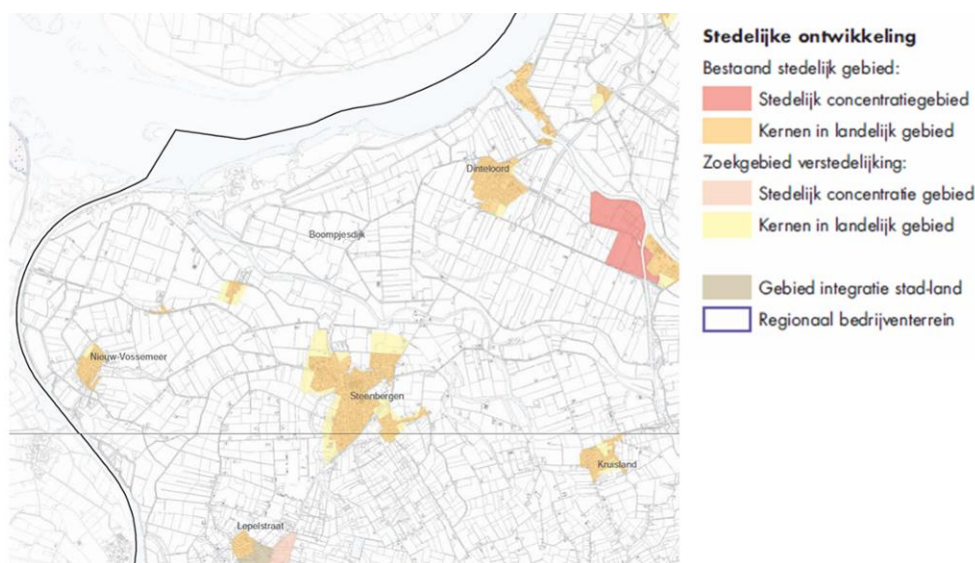 Dinteloord
Boompjesdijk
Nieuw-Vossemeer
Steenbergen
Kruisland
Lepelstraat
Stedelijke ontwikkeling
Bestaand stedelijk gebied:
Stedelijk concentratiegebied
Kernen in landelijk gebied
Zoekgebied verstedelijking:
Stedelijk concentratie gebied
Kernen in landelijk gebied
Gebied integratie stad-land
Regionaal bedrijventerrein